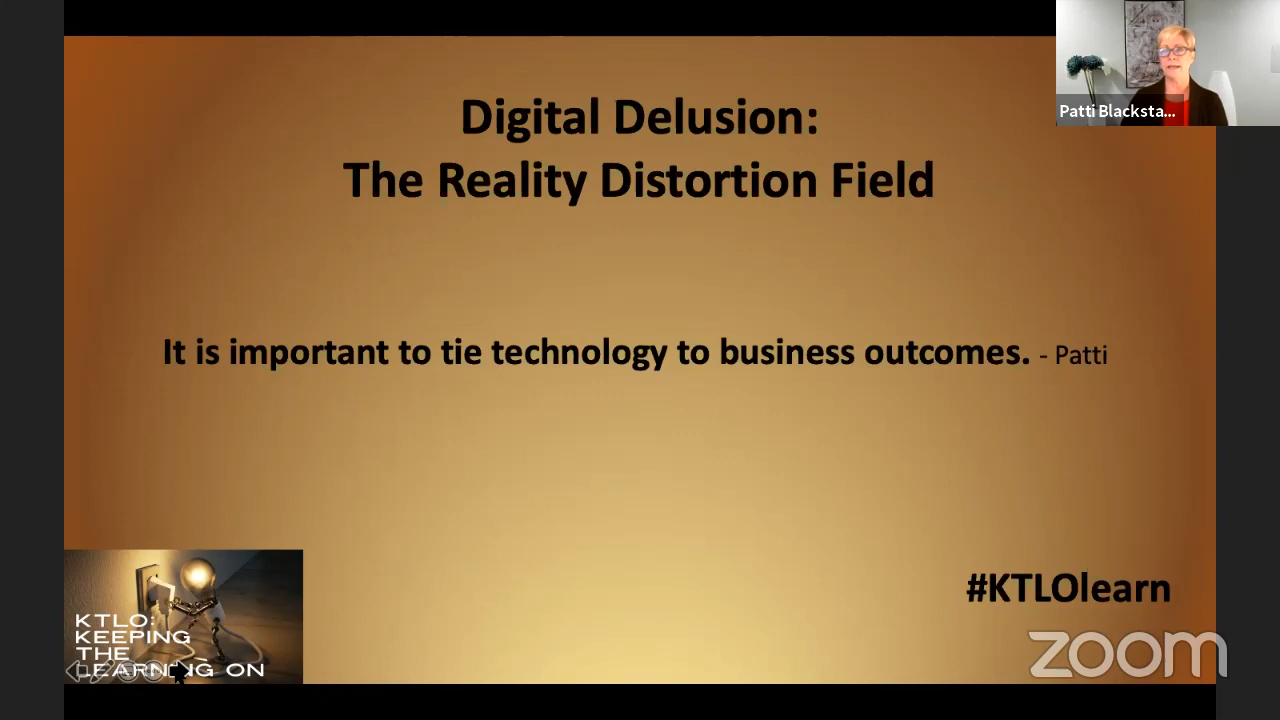 Digital Delusion:
The Reality Distortion Field
Patti Blacksta...
It is important to tie technology to business outcomes. - Patti
#KTLOlearn
KTLO:
KEEPING
THE
LEARNING ON
zoom